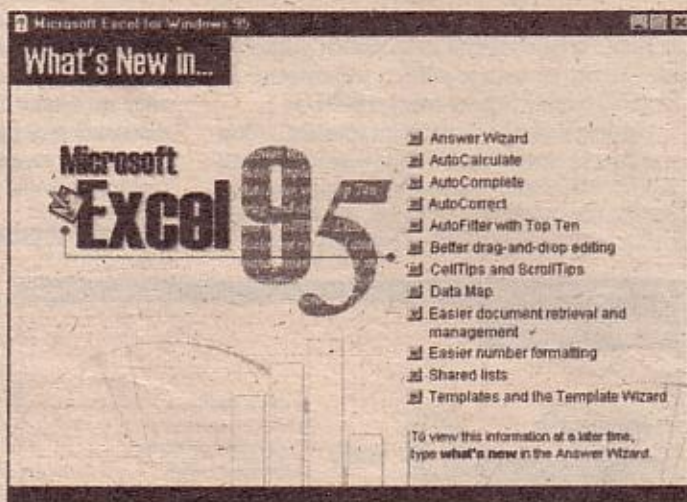 Microsoft Excel for Windows 95
What's New in...
Microsoft
Excel
95
Answer Wizard
AutoCalculate
AutoComplete
AutoCorrect
AutoFilter with Top Ten
Better drag-and-drop editing
CellTips and ScrollTips
Data Map
Easier document retrieval and
management
Easier number formatting
Shared lists
Templates and the Template Wizard
To view this information at a later time,
type what's new in the Answer Wizard.